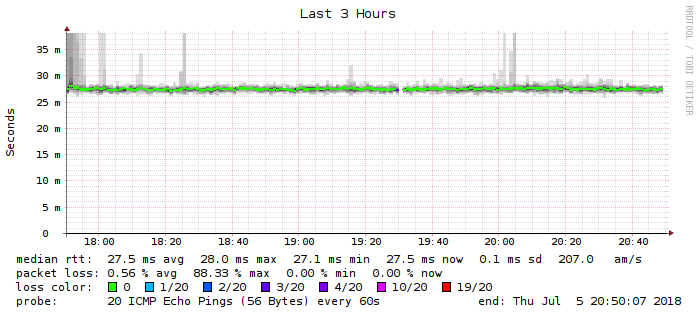 Last 3 Hours
RRDTOOL / TOBI OETIKER
Seconds
35 m
30 m
25 m
20 m
15 m
10 m
5 m
0
18:00 18:20 18:40 19:00 19:20 19:40 20:00 20:20 20:40
median rtt: 27.5 ms avg 28.0 ms max 27.1 ms min 27.5 ms now 0.1 ms sd 207.0 am/s
packet loss: 0.56 % avg 88.33 % max 0.00 % min 0.00 % now
loss color: 0 1/20 2/20 3/20 4/20 10/20 19/20
probe: 20 ICMP Echo Pings (56 Bytes) every 60s end: Thu Jul 5 20:50:07 2018